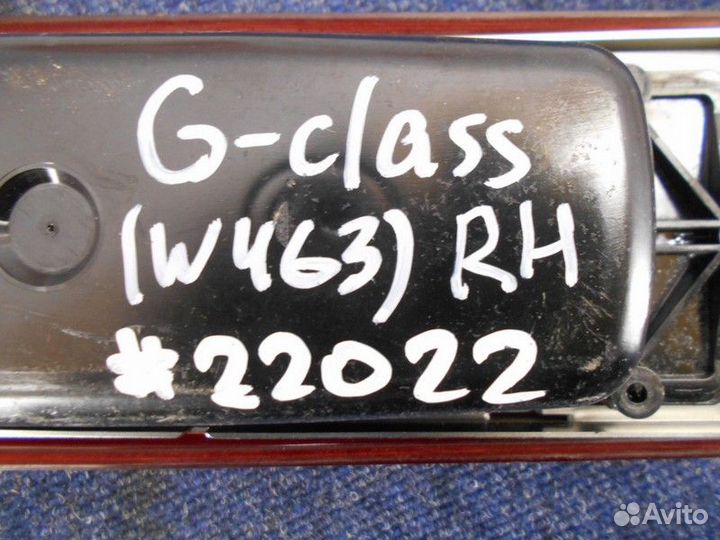 G-class
(W463) RH
#22022
Avito